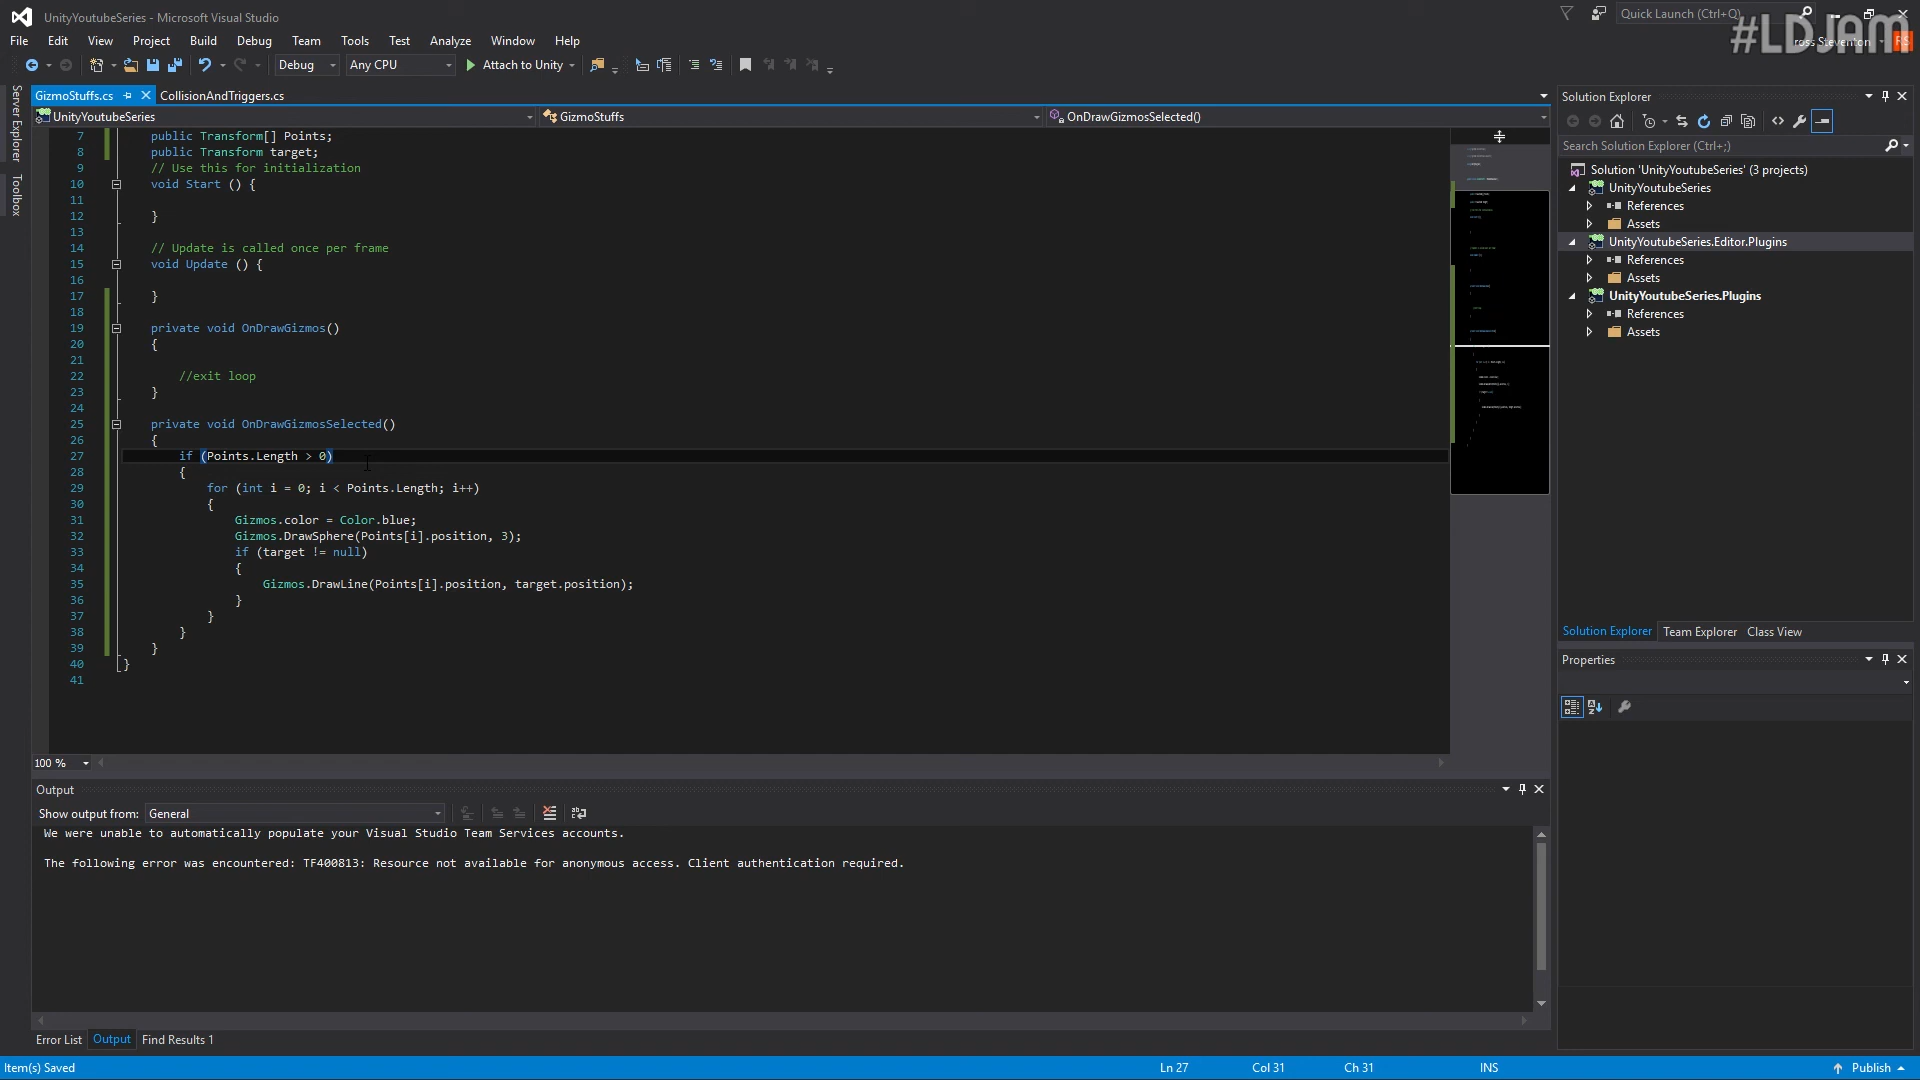 UnityYoutubeSeries - Microsoft Visual Studio
Quick Launch (Ctrl+Q)
#LDJAM
ross Steventon
RS
File Edit View Project Build Debug Team Tools Test Analyze Window Help
Debug Any CPU Attach to Unity
Server Explorer
Toolbox
GizmoStuffs.cs CollisionAndTriggers.cs
UnityYoutubeSeries GizmoStuffs OnDrawGizmosSelected()
7 public Transform[] Points;
8 public Transform target;
9 // Use this for initialization
10 void Start () {
11
12 }
13
14 // Update is called once per frame
15 void Update () {
16
17 }
18
19 private void OnDrawGizmos()
20 {
21
22 //exit loop
23 }
24
25 private void OnDrawGizmosSelected()
26 {
27 if (Points.Length > 0)
28 {
29 for (int i = 0; i < Points.Length; i++)
30 {
31 Gizmos.color = Color.blue;
32 Gizmos.DrawSphere(Points[i].position, 3);
33 if (target != null)
34 {
35 Gizmos.DrawLine(Points[i].position, target.position);
36 }
37 }
38 }
39 }
40 }
41
100 %
Output
Show output from: General
We were unable to automatically populate your Visual Studio Team Services accounts.
The following error was encountered: TF400813: Resource not available for anonymous access. Client authentication required.
Error List Output Find Results 1
Solution Explorer
Search Solution Explorer (Ctrl+;)
Solution 'UnityYoutubeSeries' (3 projects)
UnityYoutubeSeries
References
Assets
UnityYoutubeSeries.Editor.Plugins
References
Assets
UnityYoutubeSeries.Plugins
References
Assets
Solution Explorer Team Explorer Class View
Properties
Item(s) Saved Ln 27 Col 31 Ch 31 INS Publish